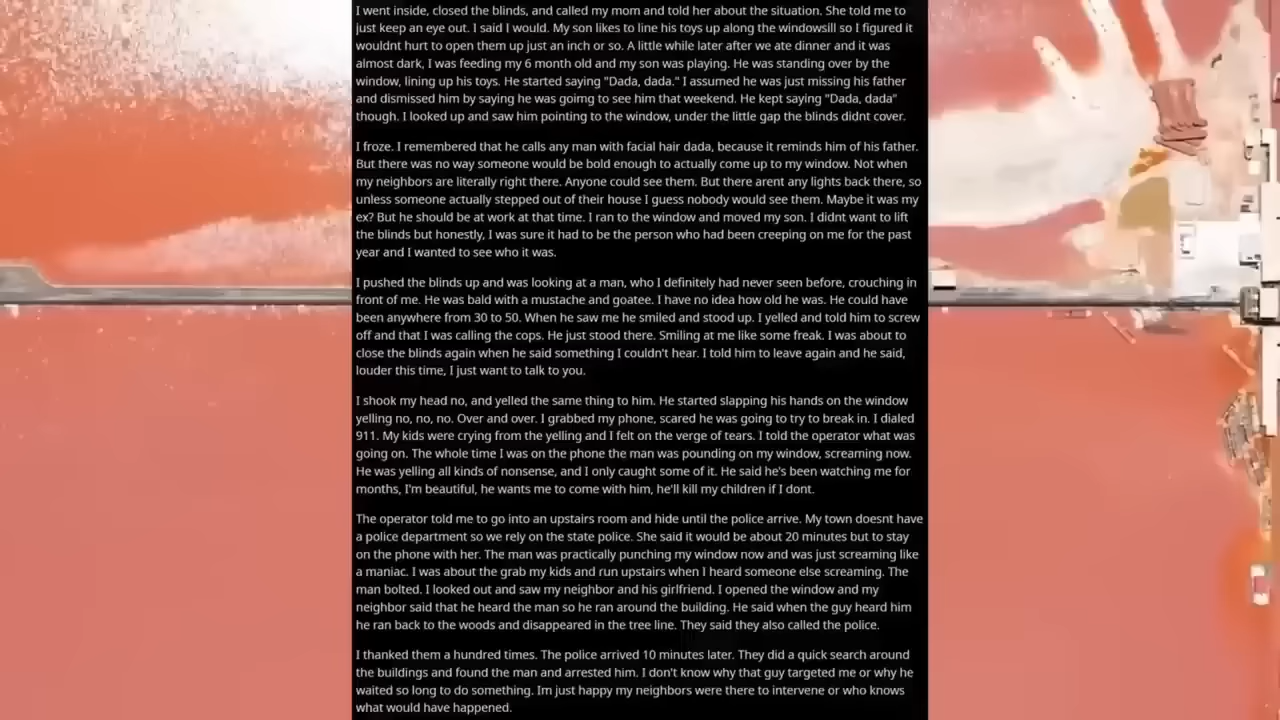 I went inside, closed the blinds, and called my mom and told her about the situation. She told me to
just keep an eye out. I said I would. My son likes to line his toys up along the windowsill so I figured it
wouldnt hurt to open them up just an inch or so. A little while later after we ate dinner and it was
almost dark, I was feeding my 6 month old and my son was playing. He was standing over by the
window, lining up his toys. He started saying "Dada, dada." I assumed he was just missing his father
and dismissed him by saying he was goimg to see him that weekend. He kept saying "Dada, dada"
though. I looked up and saw him pointing to the window, under the little gap the blinds didnt cover.
I froze. I remembered that he calls any man with facial hair dada, because it reminds him of his father.
But there was no way someone would be bold enough to actually come up to my window. Not when
my neighbors are literally right there. Anyone could see them. But there arent any lights back there, so
unless someone actually stepped out of their house I guess nobody would see them. Maybe it was my
ex? But he should be at work at that time. I ran to the window and moved my son. I didnt want to lift
the blinds but honestly, I was sure it had to be the person who had been creeping on me for the past
year and I wanted to see who it was.
I pushed the blinds up and was looking at a man, who I definitely had never seen before, crouching in
front of me. He was bald with a mustache and goatee. I have no idea how old he was. He could have
been anywhere from 30 to 50. When he saw me he smiled and stood up. I yelled and told him to screw
off and that I was calling the cops. He just stood there. Smiling at me like some freak. I was about to
close the blinds again when he said something I couldn't hear. I told him to leave again and he said,
louder this time, I just want to talk to you.
I shook my head no, and yelled the same thing to him. He started slapping his hands on the window
yelling no, no, no. Over and over. I grabbed my phone, scared he was going to try to break in. I dialed
911. My kids were crying from the yelling and I felt on the verge of tears. I told the operator what was
going on. The whole time I was on the phone the man was pounding on my window, screaming now.
He was yelling all kinds of nonsense, and I only caught some of it. He said he's been watching me for
months, I'm beautiful, he wants me to come with him, he'll kill my children if I dont.
The operator told me to go into an upstairs room and hide until the police arrive. My town doesnt have
a police department so we rely on the state police. She said it would be about 20 minutes but to stay
on the phone with her. The man was practically punching my window now and was just screaming like
a maniac. I was about the grab my kids and run upstairs when I heard someone else screaming. The
man bolted. I looked out and saw my neighbor and his girlfriend. I opened the window and my
neighbor said that he heard the man so he ran around the building. He said when the guy heard him
he ran back to the woods and disappeared in the tree line. They said they also called the police.
I thanked them a hundred times. The police arrived 10 minutes later. They did a quick search around
the buildings and found the man and arrested him. I don't know why that guy targeted me or why he
waited so long to do something. Im just happy my neighbors were there to intervene or who knows
what would have happened.